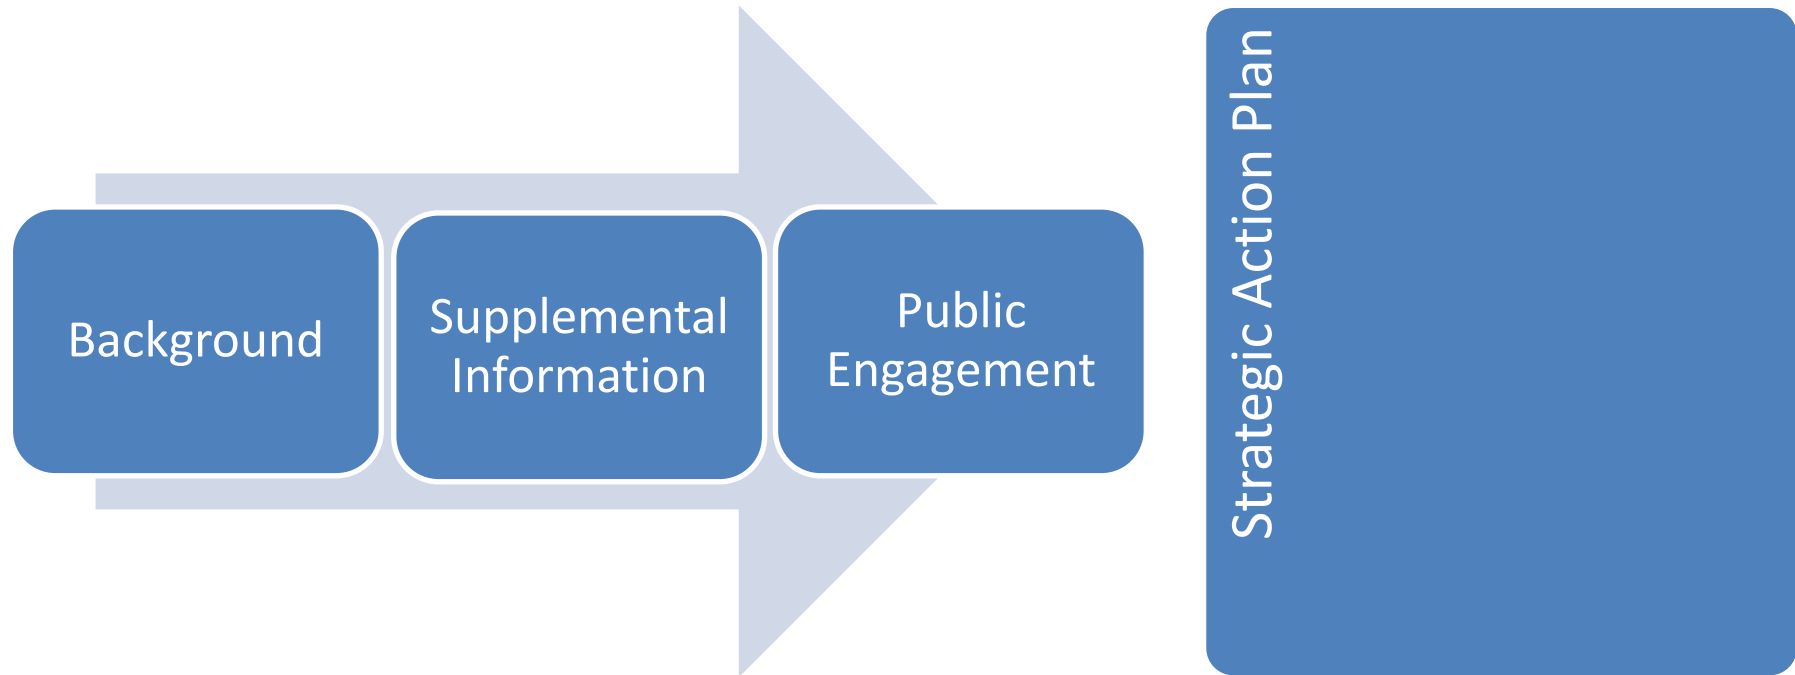 Background
Supplemental
Information
Public
Engagement
Strategic Action Plan